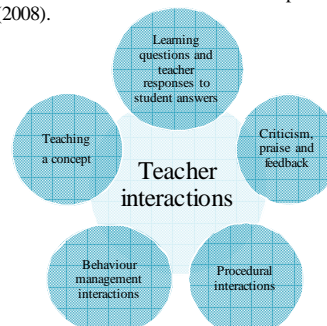 (2008).
Learning
questions and
teacher
responses to
student answers
Teaching
a concept
Criticism,
praise and
feedback
Teacher
interactions
Behaviour
management
interactions
Procedural
interactions